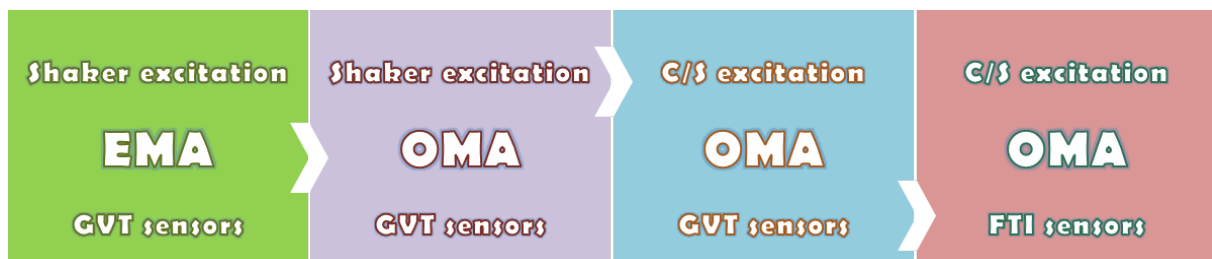 Shaker excitation
EMA
GVT sensors
Shaker excitation
OMA
GVT sensors
C/S excitation
OMA
GVT sensors
C/S excitation
OMA
FTI sensors